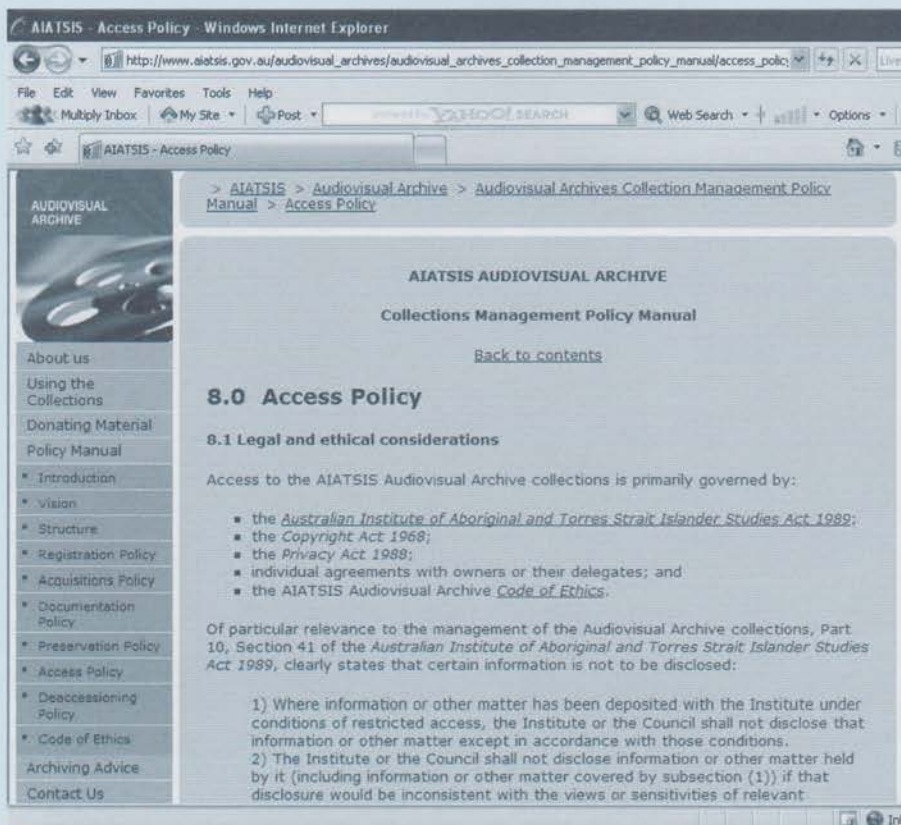 AIATSIS - Access Policy - Windows Internet Explorer
http://www.aiatsis.gov.au/audiovisual_archives/audiovisual_archives_collection_management_policy_manual/access_polic
Live
File Edit View Favorites Tools Help
Multiply Inbox My Site Post YAHOO! SEARCH Web Search Options
AIATSIS - Access Policy
AUDIOVISUAL
ARCHIVE
About us
Using the
Collections
Donating Material
Policy Manual
Introduction
Vision
Structure
Registration Policy
Acquisitions Policy
Documentation
Policy
Preservation Policy
Access Policy
Deaccessioning
Policy
Code of Ethics
Archiving Advice
Contact Us
> AIATSIS > Audiovisual Archive > Audiovisual Archives Collection Management Policy
Manual > Access Policy
AIATSIS AUDIOVISUAL ARCHIVE
Collections Management Policy Manual
Back to contents
8.0 Access Policy
8.1 Legal and ethical considerations
Access to the AIATSIS Audiovisual Archive collections is primarily governed by:
▪ the Australian Institute of Aboriginal and Torres Strait Islander Studies Act 1989;
▪ the Copyright Act 1968;
▪ the Privacy Act 1988;
▪ individual agreements with owners or their delegates; and
▪ the AIATSIS Audiovisual Archive Code of Ethics.
Of particular relevance to the management of the Audiovisual Archive collections, Part
10, Section 41 of the Australian Institute of Aboriginal and Torres Strait Islander Studies
Act 1989, clearly states that certain information is not to be disclosed:
1) Where information or other matter has been deposited with the Institute under
conditions of restricted access, the Institute or the Council shall not disclose that
information or other matter except in accordance with those conditions.
2) The Institute or the Council shall not disclose information or other matter held
by it (including information or other matter covered by subsection (1)) if that
disclosure would be inconsistent with the views or sensitivities of relevant